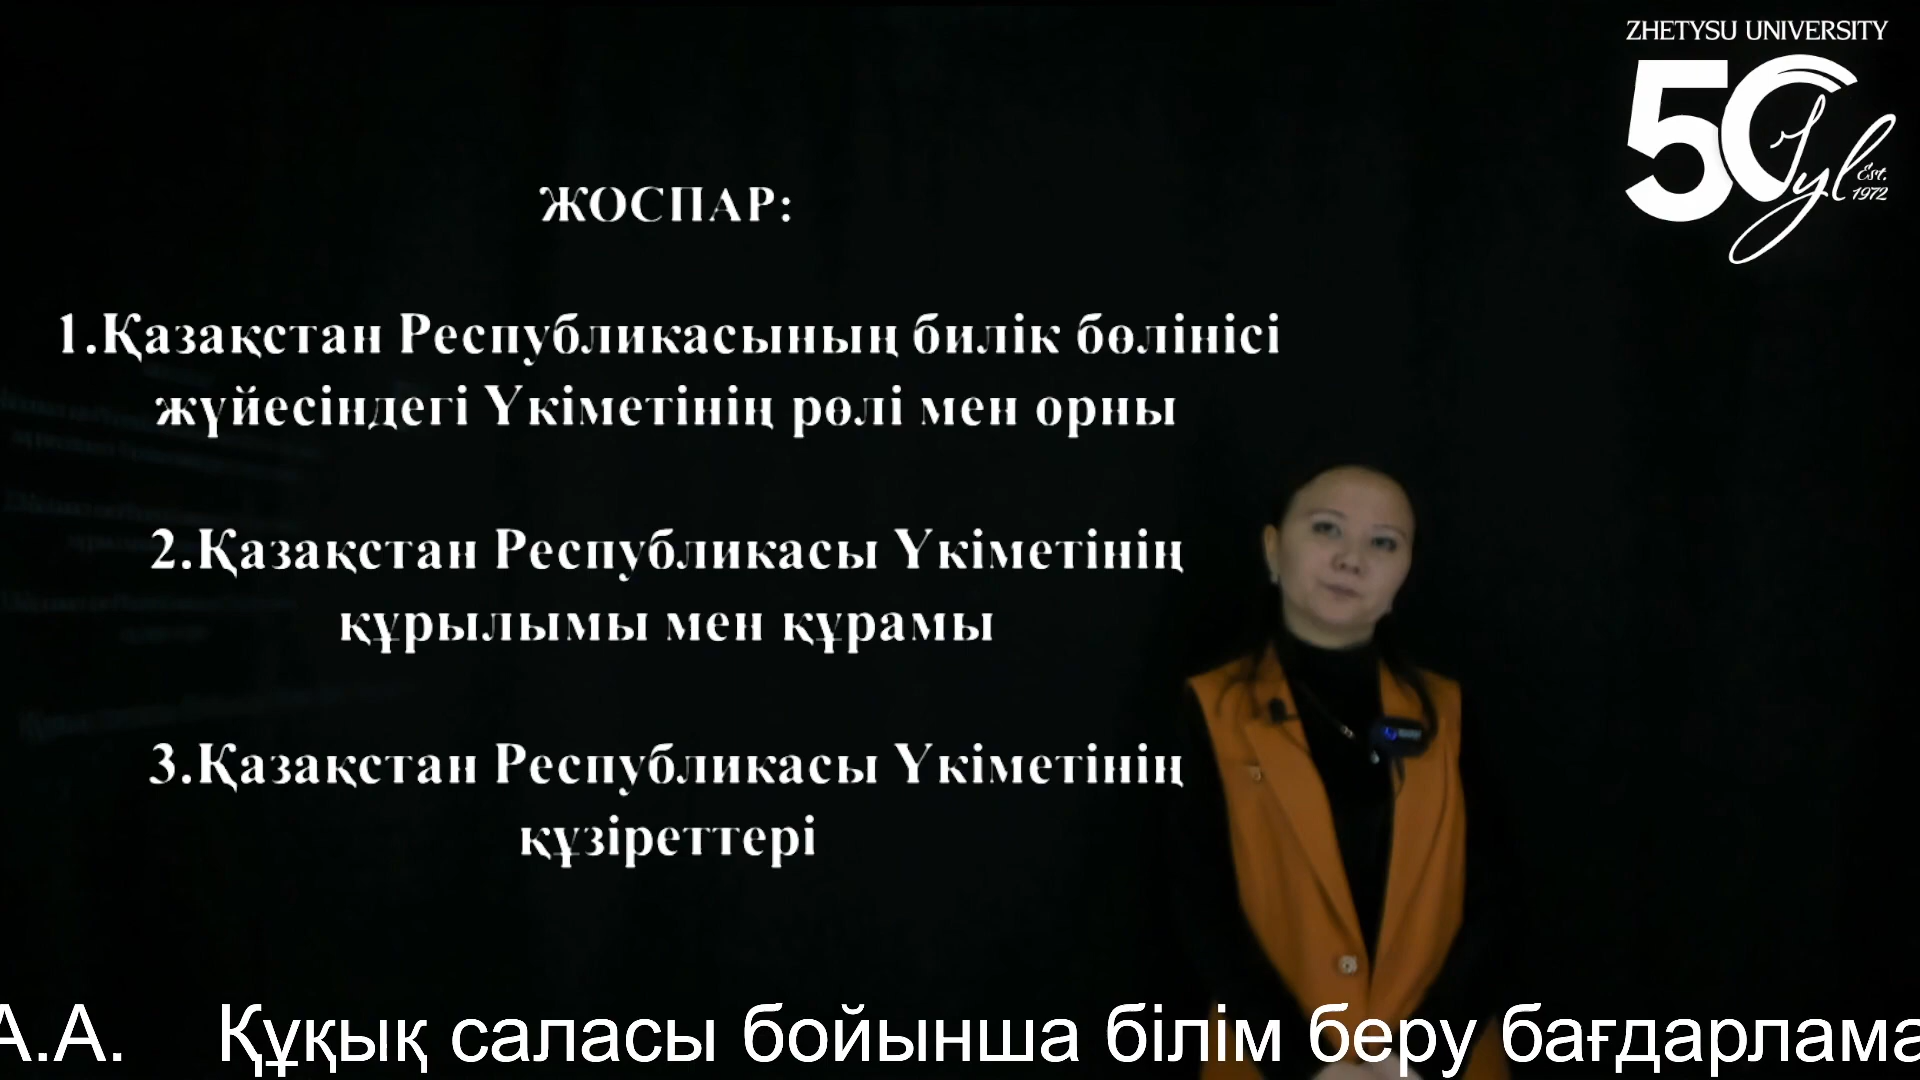 ZHETYSU UNIVERSITY
50 Jyl
Est.
1972
ЖОСПАР:
1.Қазақстан Республикасының билік бөлінісі
жүйесіндегі Үкіметінің рөлі мен орны
2.Қазақстан Республикасы Үкіметінің
құрылымы мен құрамы
3.Қазақстан Республикасы Үкіметінің
құзіреттері
А.А. Құқық саласы бойынша білім беру бағдарлама